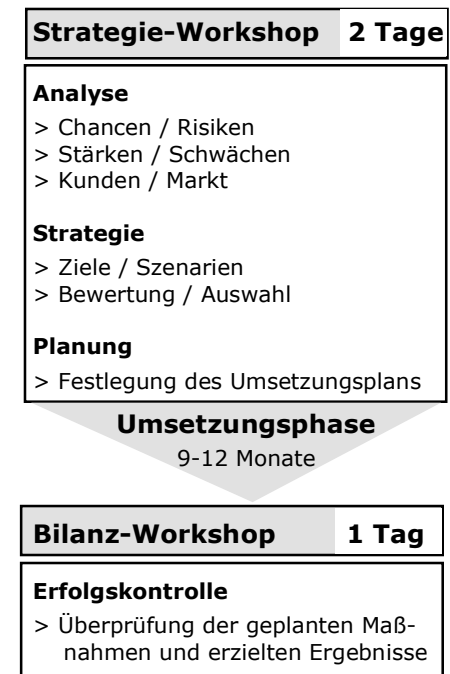 Strategie-Workshop 2 Tage
Analyse
> Chancen / Risiken
> Stärken / Schwächen
> Kunden / Markt
Strategie
> Ziele / Szenarien
> Bewertung / Auswahl
Planung
> Festlegung des Umsetzungsplans
Umsetzungsphase
9-12 Monate
Bilanz-Workshop 1 Tag
Erfolgskontrolle
> Überprüfung der geplanten Maß-
nahmen und erzielten Ergebnisse